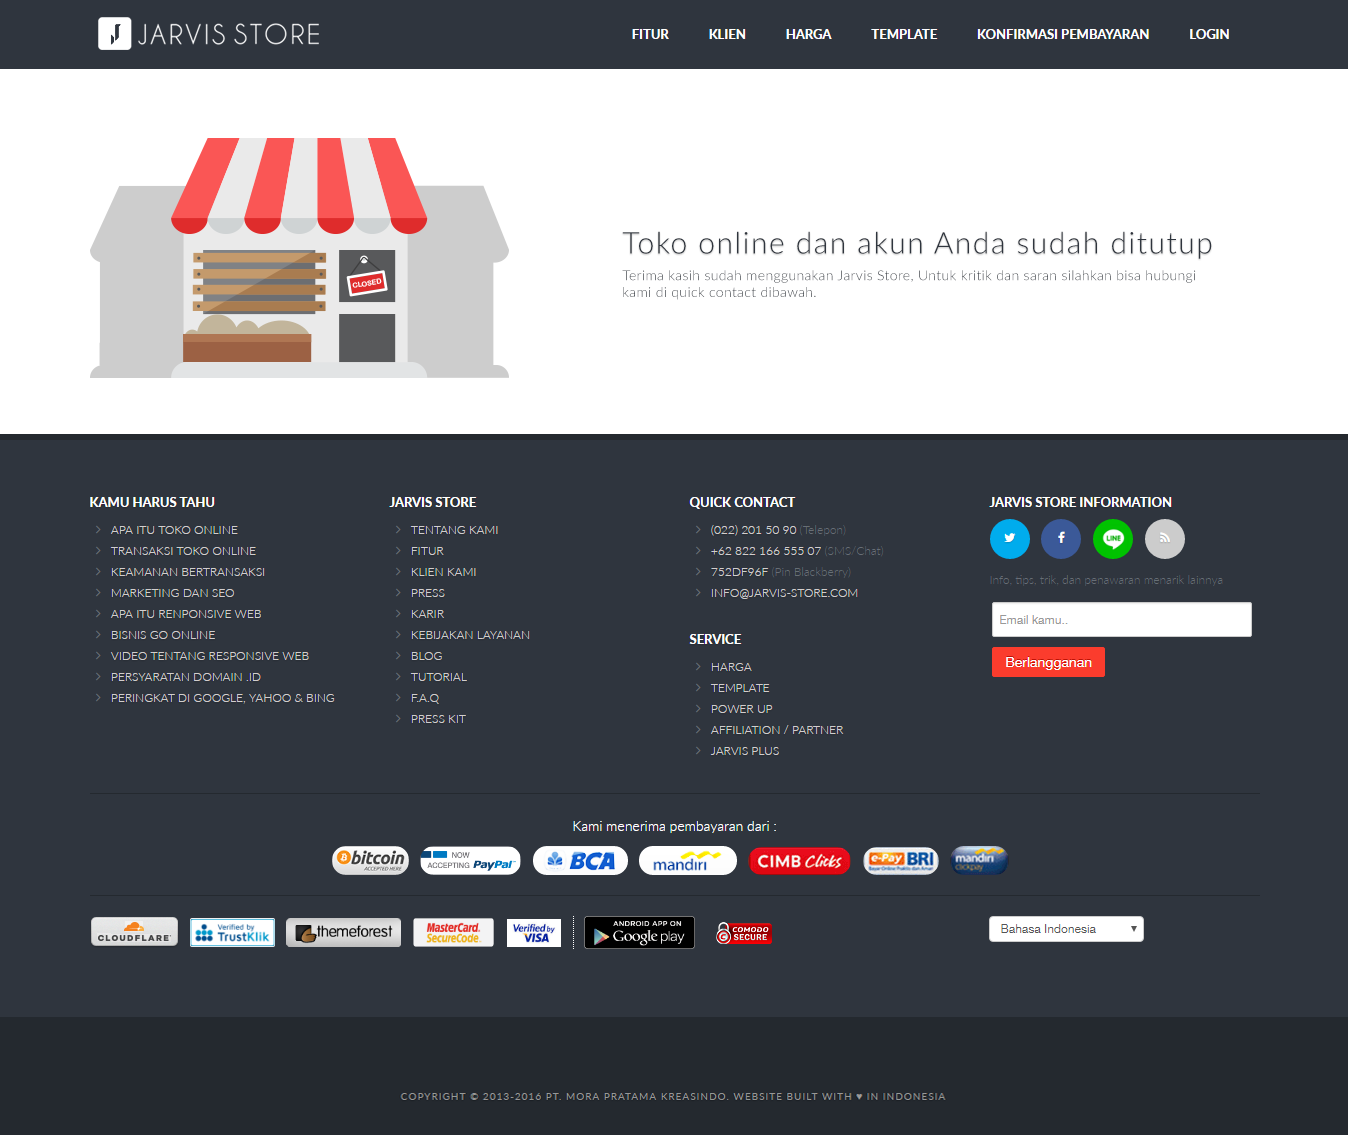 JARVIS STORE
FITUR
KLIEN
HARGA
TEMPLATE
KONFIRMASI PEMBAYARAN
LOGIN
CLOSED
Toko online dan akun Anda sudah ditutup
Terima kasih sudah menggunakan Jarvis Store, Untuk kritik dan saran silahkan bisa hubungi
kami di quick contact dibawah.
KAMU HARUS TAHU
APA ITU TOKO ONLINE
TRANSAKSI TOKO ONLINE
KEAMANAN BERTRANSAKSI
MARKETING DAN SEO
APA ITU RENPONSIVE WEB
BISNIS GO ONLINE
VIDEO TENTANG RESPONSIVE WEB
PERSYARATAN DOMAIN .ID
PERINGKAT DI GOOGLE, YAHOO & BING
JARVIS STORE
TENTANG KAMI
FITUR
KLIEN KAMI
PRESS
KARIR
KEBIJAKAN LAYANAN
BLOG
TUTORIAL
F.A.Q
PRESS KIT
QUICK CONTACT
(022) 201 50 90 (Telepon)
+62 822 166 555 07 (SMS/Chat)
752DF96F (Pin Blackberry)
INFO@JARVIS-STORE.COM
SERVICE
HARGA
TEMPLATE
POWER UP
AFFILIATION / PARTNER
JARVIS PLUS
JARVIS STORE INFORMATION
LINE
Info, tips, trik, dan penawaran menarik lainnya
Email kamu..
Berlangganan
Kami menerima pembayaran dari :
bitcoin
ACCEPTED HERE
NOW
ACCEPTING PayPal
BCA
mandiri
CIMB Clicks
e-Pay BRI
Bayar Online Praktis dan Aman
mandiri
clickpay
CLOUDFLARE
Verified by
TrustKlik
themeforest
MasterCard.
SecureCode.
Verified by
VISA
ANDROID APP ON
Google play
COMODO
SECURE
Bahasa Indonesia
COPYRIGHT © 2013-2016 PT. MORA PRATAMA KREASINDO. WEBSITE BUILT WITH ♥ IN INDONESIA